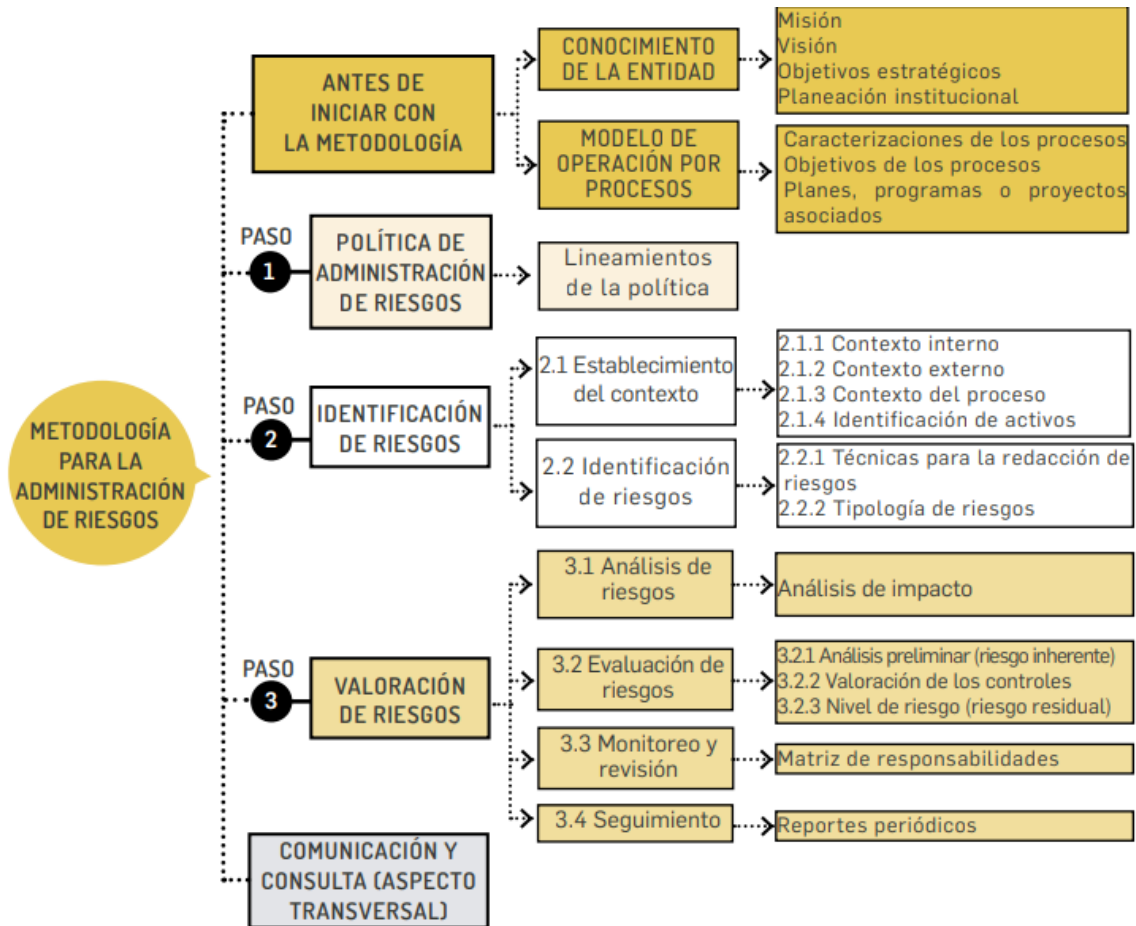 METODOLOGÍA
PARA LA
ADMINISTRACIÓN
DE RIESGOS
ANTES DE
INICIAR CON
LA METODOLOGÍA
CONOCIMIENTO
DE LA ENTIDAD
Misión
Visión
Objetivos estratégicos
Planeación institucional
MODELO DE
OPERACIÓN POR
PROCESOS
Caracterizaciones de los procesos
Objetivos de los procesos
Planes, programas o proyectos
asociados
PASO
1
POLÍTICA DE
ADMINISTRACIÓN
DE RIESGOS
Lineamientos
de la política
PASO
2
IDENTIFICACIÓN
DE RIESGOS
2.1 Establecimiento
del contexto
2.1.1 Contexto interno
2.1.2 Contexto externo
2.1.3 Contexto del proceso
2.1.4 Identificación de activos
2.2 Identificación
de riesgos
2.2.1 Técnicas para la redacción de
riesgos
2.2.2 Tipología de riesgos
PASO
3
VALORACIÓN
DE RIESGOS
3.1 Análisis de
riesgos
Análisis de impacto
3.2 Evaluación de
riesgos
3.2.1 Análisis preliminar (riesgo inherente)
3.2.2 Valoración de los controles
3.2.3 Nivel de riesgo (riesgo residual)
3.3 Monitoreo y
revisión
Matriz de responsabilidades
3.4 Seguimiento
Reportes periódicos
COMUNICACIÓN Y
CONSULTA (ASPECTO
TRANSVERSAL)